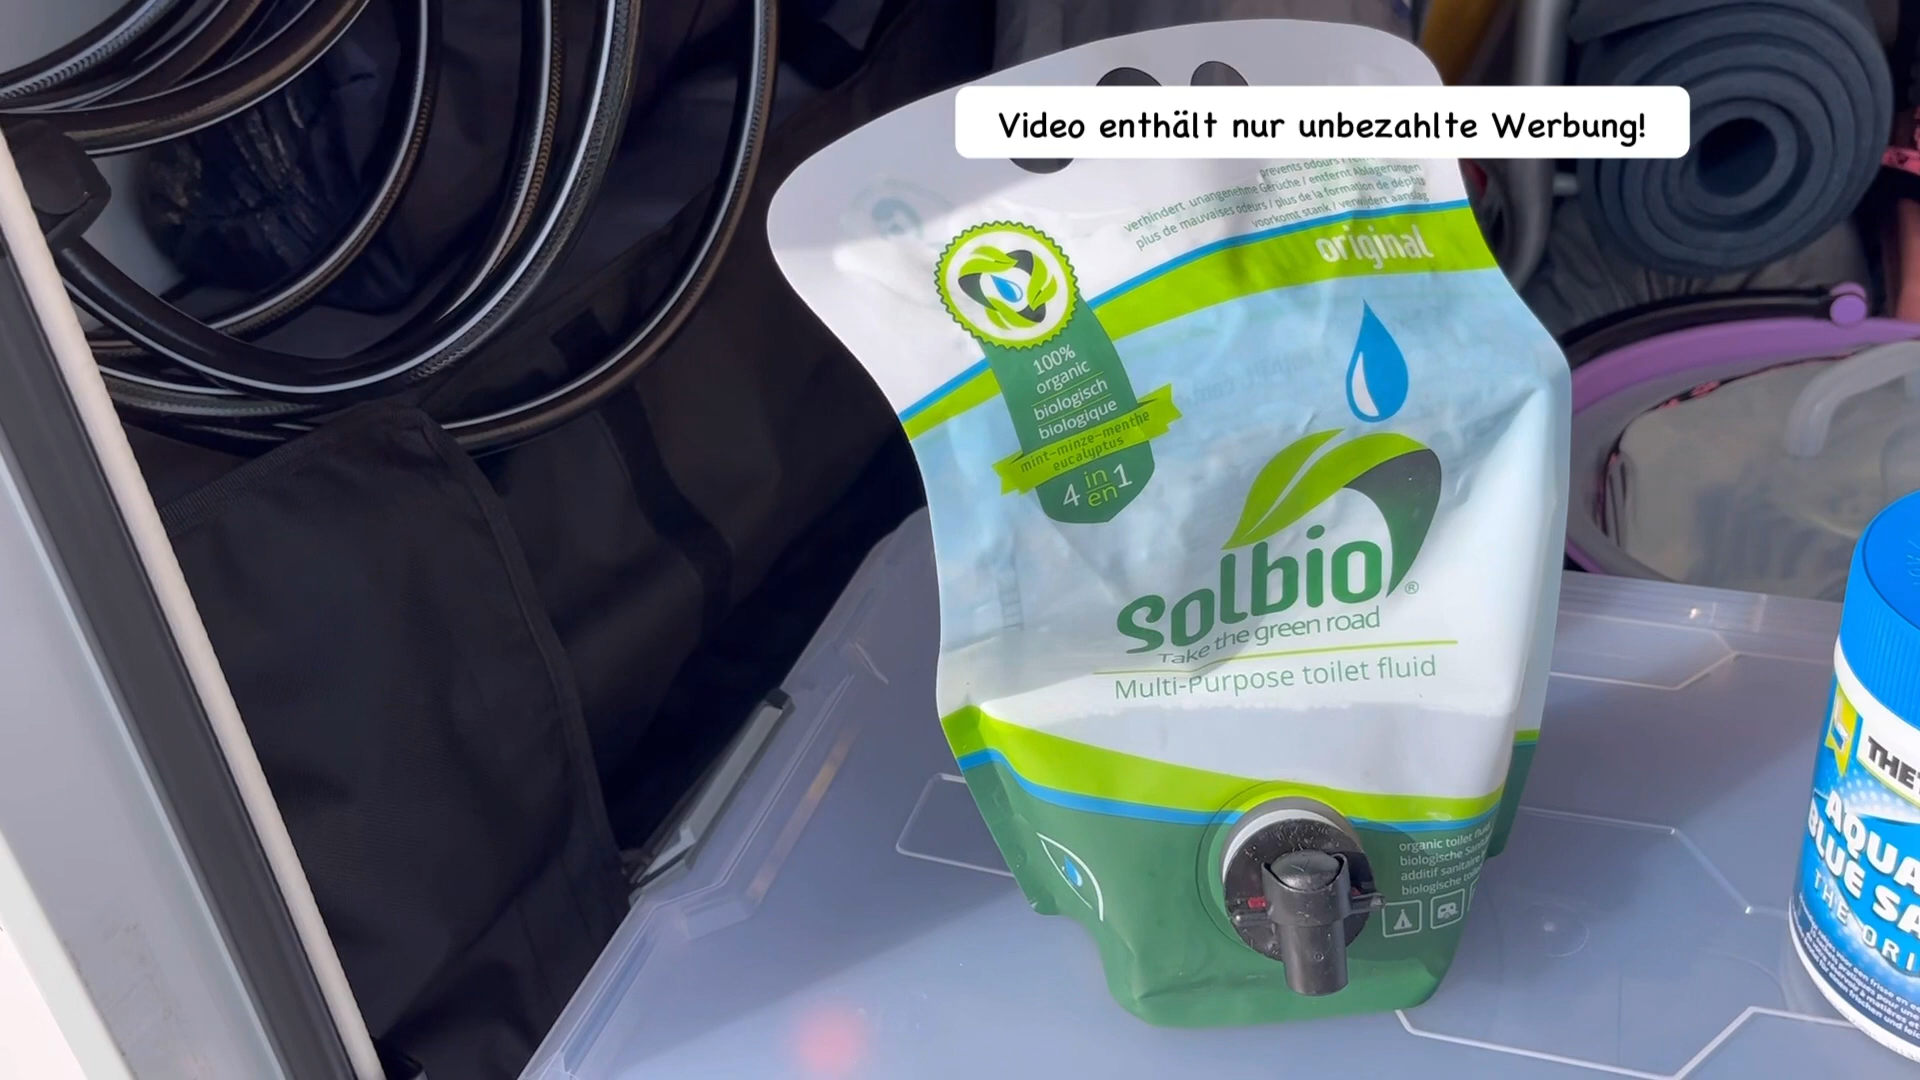 Video enthält nur unbezahlte Werbung!
prevents odours
verhindert unangenehme Gerüche / entfernt Ablagerungen
plus de mauvaises odeurs / plus de la formation de dépôts
voorkomt stank / verwijdert aanslag
original
100%
organic
biologisch
biologique
mint-minze-menthe
eucalyptus
4 in en 1
Solbio®
Take the green road
Multi-Purpose toilet fluid
organic toilet
biologische
additif sanitaire
biologische
THE
AQUA
BLUE SA
THE ORI